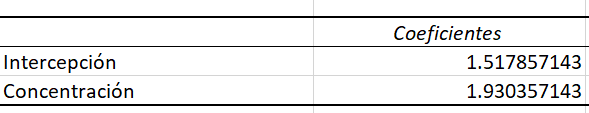 Coeficientes
Intercepción 1.517857143
Concentración 1.930357143